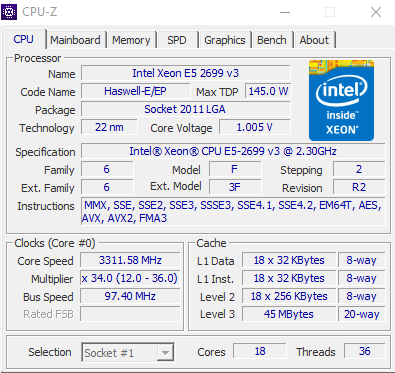 CPU-Z
CPU Mainboard Memory SPD Graphics Bench About
Processor
Name Intel Xeon E5 2699 v3
Code Name Haswell-E/EP Max TDP 145.0 W
Package Socket 2011 LGA
Technology 22 nm Core Voltage 1.005 V
intel inside™ XEON®
Specification Intel® Xeon® CPU E5-2699 v3 @ 2.30GHz
Family 6 Model F Stepping 2
Ext. Family 6 Ext. Model 3F Revision R2
Instructions MMX, SSE, SSE2, SSE3, SSSE3, SSE4.1, SSE4.2, EM64T, AES,
AVX, AVX2, FMA3
Clocks (Core #0)
Core Speed 3311.58 MHz
Multiplier x 34.0 (12.0 - 36.0)
Bus Speed 97.40 MHz
Rated FSB
Cache
L1 Data 18 x 32 KBytes 8-way
L1 Inst. 18 x 32 KBytes 8-way
Level 2 18 x 256 KBytes 8-way
Level 3 45 MBytes 20-way
Selection Socket #1 Cores 18 Threads 36